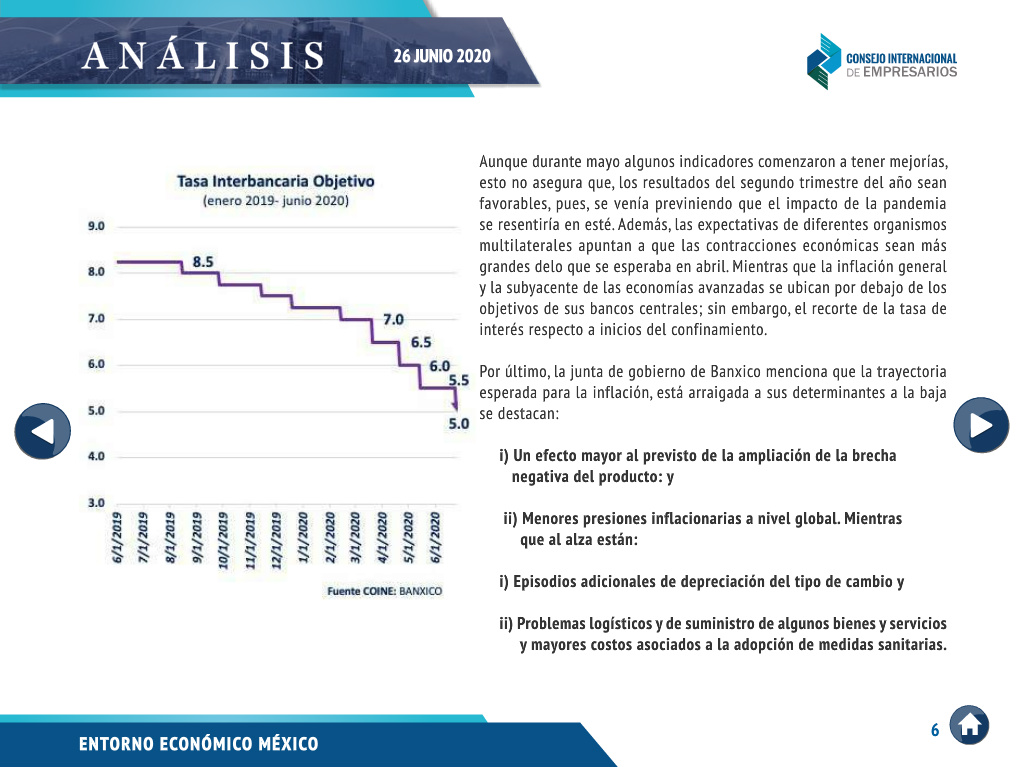 ANÁLISIS
26 JUNIO 2020
CONSEJO INTERNACIONAL
DE EMPRESARIOS
Tasa Interbancaria Objetivo
(enero 2019- junio 2020)
9.0
8.0
7.0
6.0
5.0
4.0
3.0
8.5
7.0
6.5
6.0
5.5
5.0
6/1/2019
7/1/2019
8/1/2019
9/1/2019
10/1/2019
11/1/2019
12/1/2019
1/1/2020
2/1/2020
3/1/2020
4/1/2020
5/1/2020
6/1/2020
Fuente COINE: BANXICO
Aunque durante mayo algunos indicadores comenzaron a tener mejorías,
esto no asegura que, los resultados del segundo trimestre del año sean
favorables, pues, se venía previniendo que el impacto de la pandemia
se resentiría en esté. Además, las expectativas de diferentes organismos
multilaterales apuntan a que las contracciones económicas sean más
grandes delo que se esperaba en abril. Mientras que la inflación general
y la subyacente de las economías avanzadas se ubican por debajo de los
objetivos de sus bancos centrales; sin embargo, el recorte de la tasa de
interés respecto a inicios del confinamiento.
Por último, la junta de gobierno de Banxico menciona que la trayectoria
esperada para la inflación, está arraigada a sus determinantes a la baja
se destacan:
i) Un efecto mayor al previsto de la ampliación de la brecha
negativa del producto: y
ii) Menores presiones inflacionarias a nivel global. Mientras
que al alza están:
i) Episodios adicionales de depreciación del tipo de cambio y
ii) Problemas logísticos y de suministro de algunos bienes y servicios
y mayores costos asociados a la adopción de medidas sanitarias.
ENTORNO ECONÓMICO MÉXICO
6